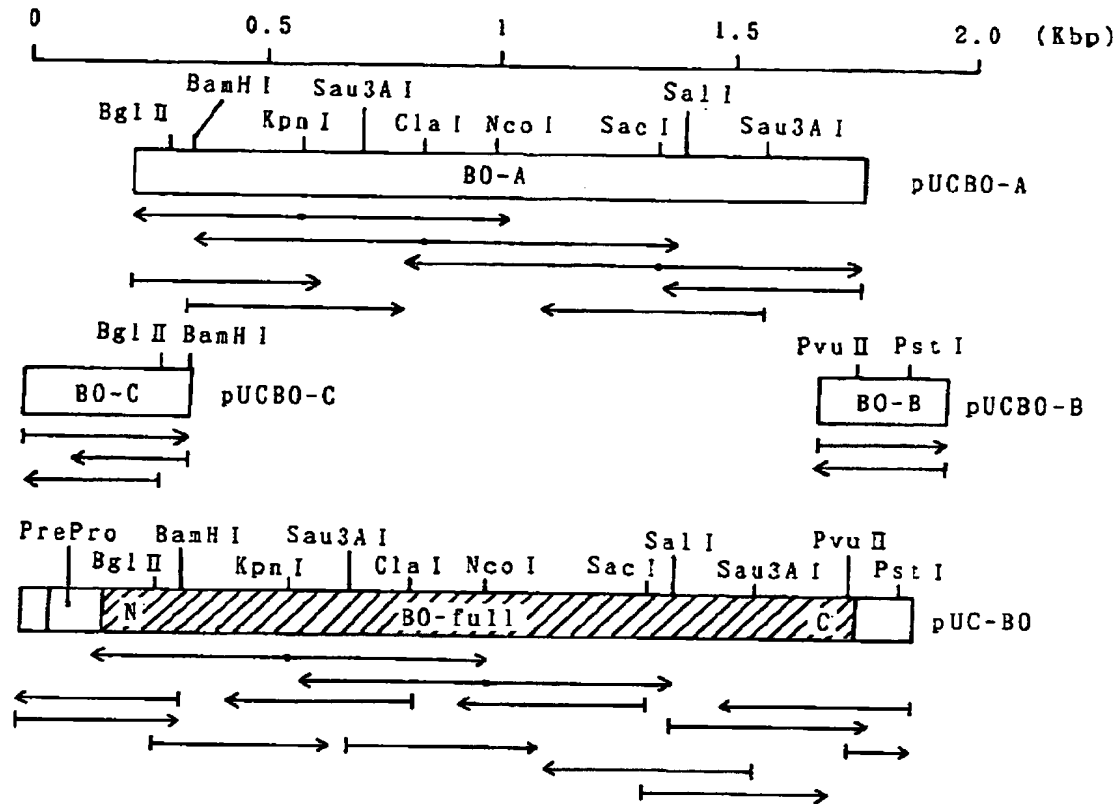 0 0.5 1 1.5 2.0 (Kbp)
BamH I Sau3A I Sal I
Bgl II Kpn I Cla I Nco I Sac I Sau3A I
BO-A pUCBO-A
Bgl II BamH I Pvu II Pst I
BO-C pUCBO-C BO-B pUCBO-B
PrePro BamH I Sau3A I Sal I Pvu II
Bgl II Kpn I Cla I Nco I Sac I Sau3A I Pst I
N BO-full C pUC-BO